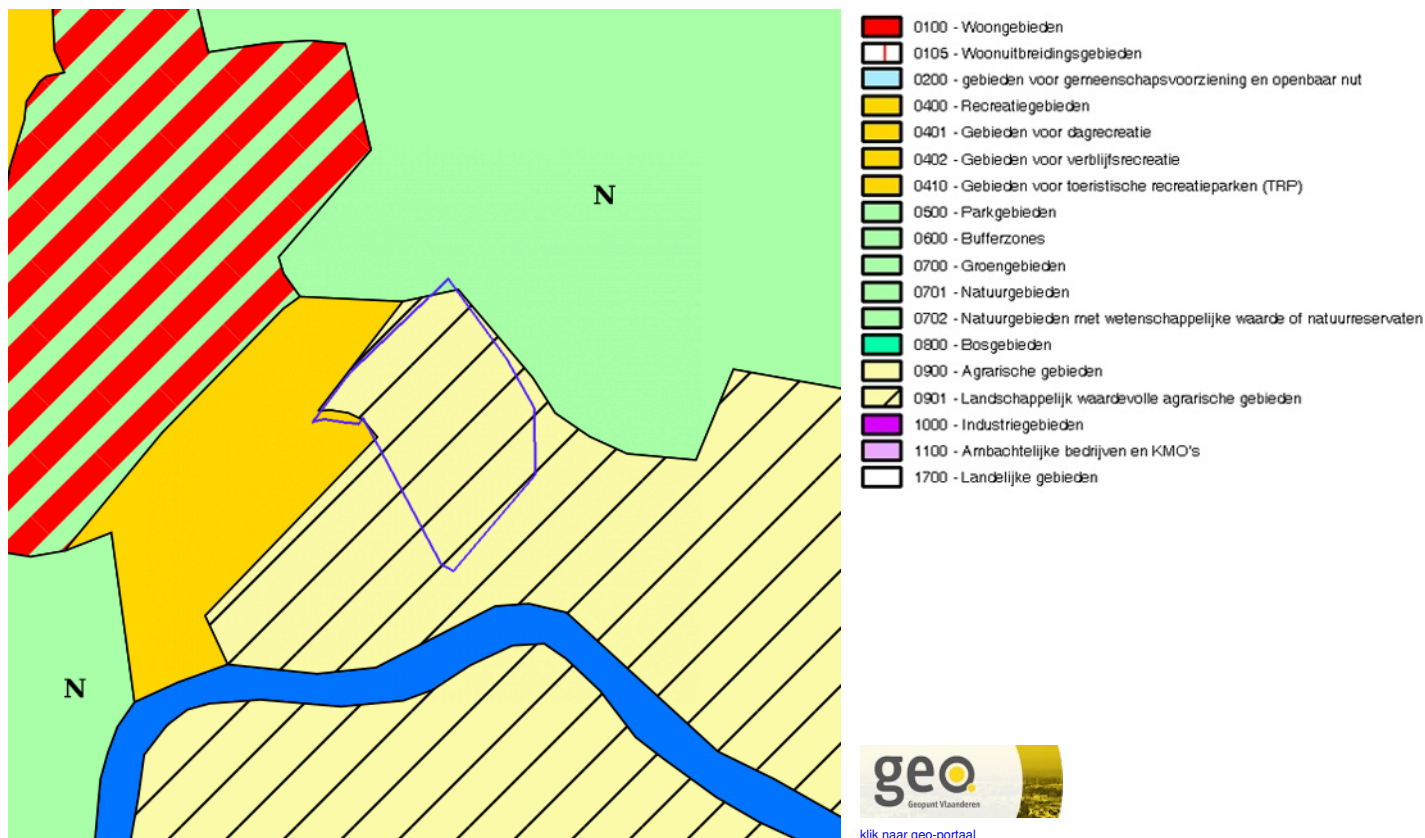 N
N
0100 - Woongebieden
0105 - Woonuitbreidingsgebieden
0200 - gebieden voor gemeenschapsvoorziening en openbaar nut
0400 - Recreatiegebieden
0401 - Gebieden voor dagrecreatie
0402 - Gebieden voor verblijfsrecreatie
0410 - Gebieden voor toeristische recreatieparken (TRP)
0500 - Parkgebieden
0600 - Bufferzones
0700 - Groengebieden
0701 - Natuurgebieden
0702 - Natuurgebieden met wetenschappelijke waarde of natuurreservaten
0800 - Bosgebieden
0900 - Agrarische gebieden
0901 - Landschappelijk waardevolle agrarische gebieden
1000 - Industriegebieden
1100 - Ambachtelijke bedrijven en KMO's
1700 - Landelijke gebieden
geo.
Geopunt Vlaanderen
klik naar geo-portaal